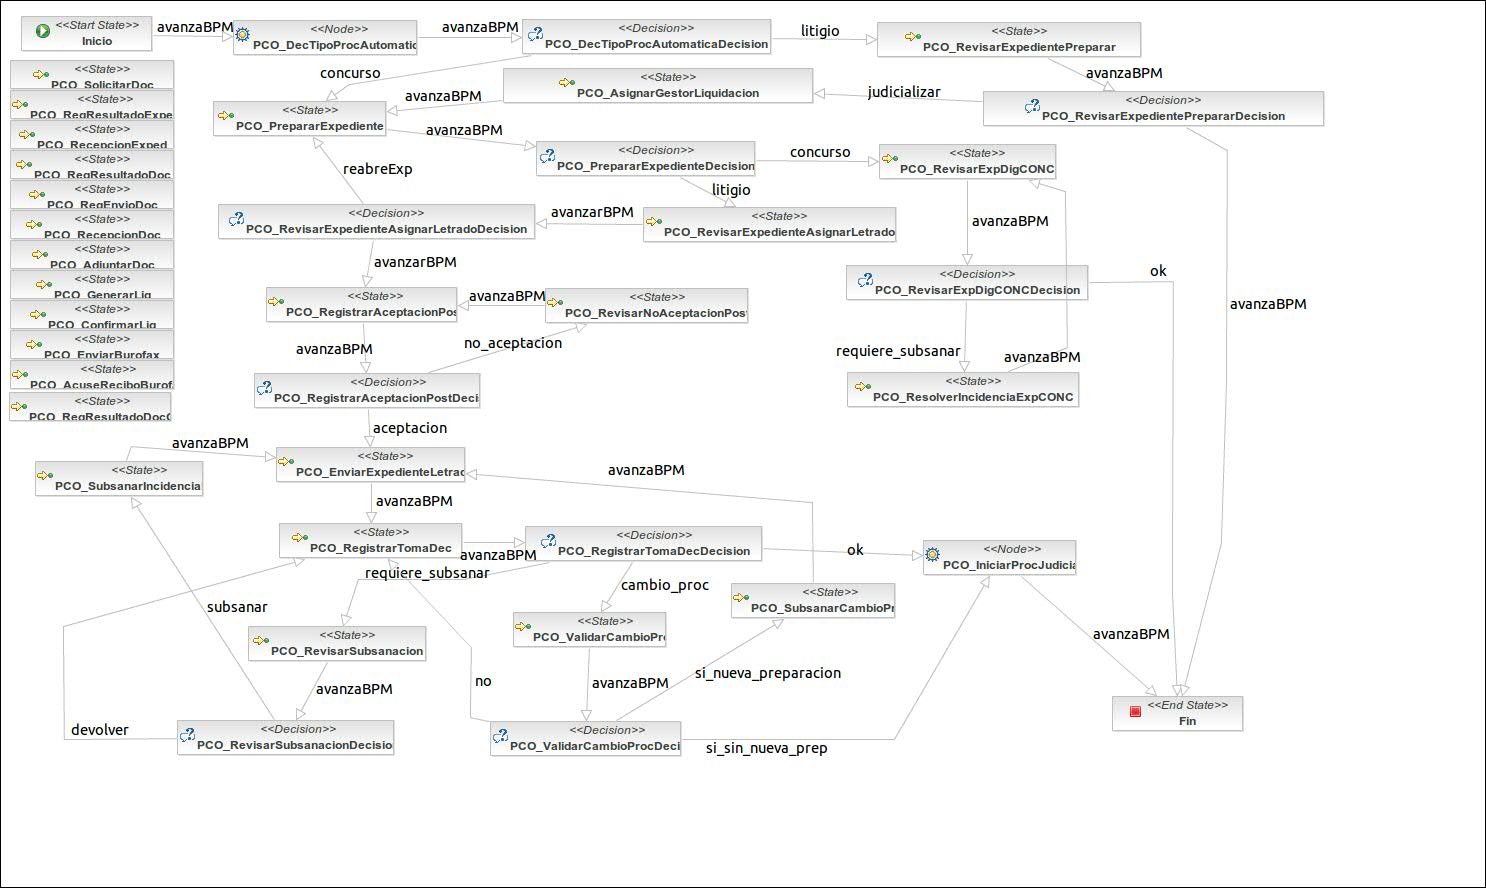 <<Start State>>
Inicio
avanzaBPM
<<Node>>
PCO_DecTipoProcAutomatic
avanzaBPM
<<Decision>>
PCO_DecTipoProcAutomaticaDecision
litigio
<<State>>
PCO_RevisarExpedientePreparar
concurso
avanzaBPM
<<State>>
PCO_AsignarGestorLiquidacion
judicializar
<<Decision>>
PCO_RevisarExpedientePrepararDecision
avanzaBPM
<<State>>
PCO_PrepararExpediente
avanzaBPM
<<Decision>>
PCO_PrepararExpedienteDecision
concurso
<<State>>
PCO_RevisarExpDigCONC
reabreExp
litigio
<<Decision>>
PCO_RevisarExpedienteAsignarLetradoDecision
avanzarBPM
<<State>>
PCO_RevisarExpedienteAsignarLetrado
avanzaBPM
avanzarBPM
<<Decision>>
PCO_RevisarExpDigCONCDecision
ok
<<State>>
PCO_RegistrarAceptacionPos
avanzaBPM
<<State>>
PCO_RevisarNoAceptacionPost
avanzaBPM
avanzaBPM
no_aceptacion
requiere_subsanar
avanzaBPM
<<Decision>>
PCO_RegistrarAceptacionPostDeci
<<State>>
PCO_ResolverIncidenciaExpCONC
aceptacion
<<State>>
PCO_SolicitarDoc
<<State>>
PCO_RegResultadoExpe
<<State>>
PCO_RecepcionExped
<<State>>
PCO_RegResultadoDoc
<<State>>
PCO_RegEnvioDoc
<<State>>
PCO_RecepcionDoc
<<State>>
PCO_AdjuntarDoc
<<State>>
PCO_GenerarLiq
<<State>>
PCO_ConfirmarLiq
<<State>>
PCO_EnviarBurofax
<<State>>
PCO_AcuseReciboBurof
<<State>>
PCO_RegResultadoDoc
avanzaBPM
<<State>>
PCO_EnviarExpedienteLetrad
<<State>>
PCO_SubsanarIncidencia
avanzaBPM
avanzaBPM
<<State>>
PCO_RegistrarTomaDec
avanzaBPM
<<Decision>>
PCO_RegistrarTomaDecDecision
ok
<<Node>>
PCO_IniciarProcJudicia
requiere_subsanar
cambio_proc
<<State>>
PCO_SubsanarCambioPr
subsanar
<<State>>
PCO_RevisarSubsanacion
<<State>>
PCO_ValidarCambioPr
avanzaBPM
avanzaBPM
no
avanzaBPM
si_nueva_preparacion
devolver
<<Decision>>
PCO_RevisarSubsanacionDecisio
<<Decision>>
PCO_ValidarCambioProcDeci
si_sin_nueva_prep
<<End State>>
Fin